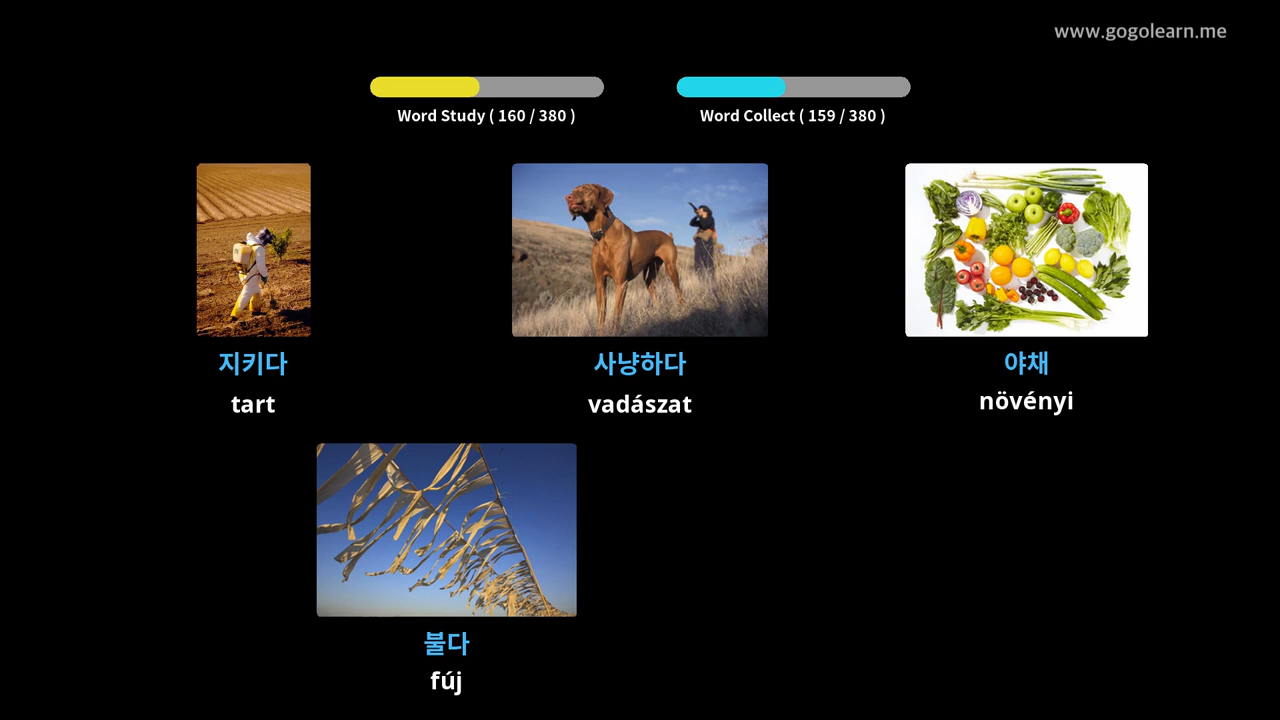 www.gogolearn.me
Word Study ( 160 / 380 )
Word Collect ( 159 / 380 )
지키다
tart
사냥하다
vadászat
야채
növényi
불다
fúj